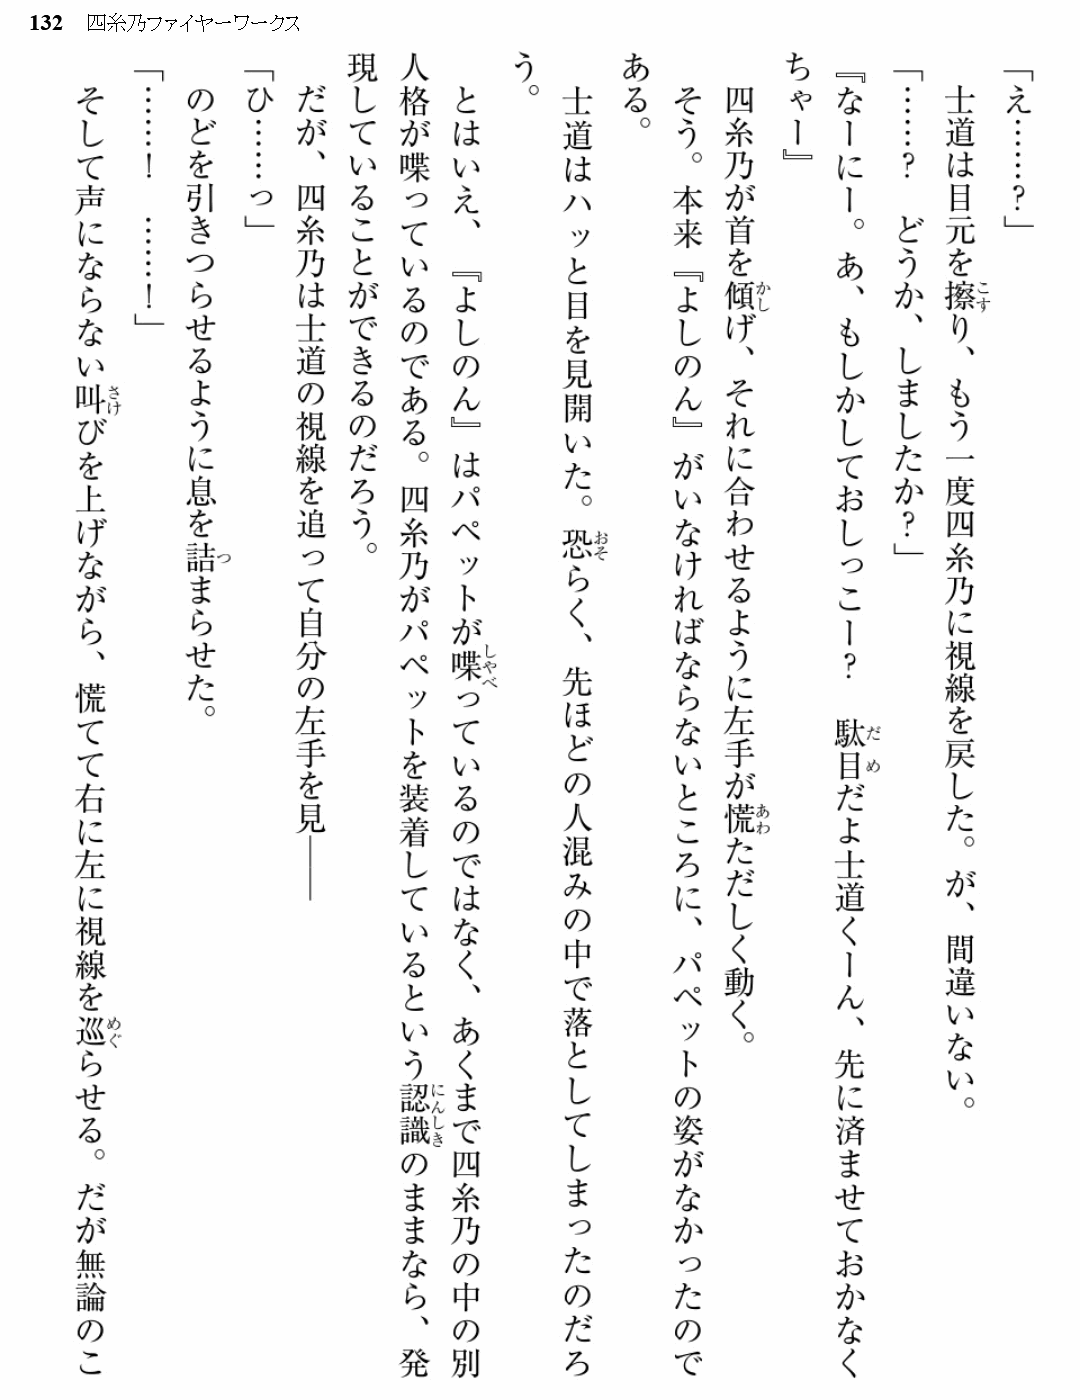 132 四糸乃ファイヤーワークス
「え……?」
士道は目元を擦り、もう一度四糸乃に視線を戻した。が、間違いない。
「……? どうか、しましたか?」
『なーにー。あ、もしかしておしっこー? 駄目だよ士道くーん、先に済ませておかなく
ちゃー』
四糸乃が首を傾げ、それに合わせるように左手が慌ただしく動く。
そう。本来『よしのん』がいなければならないところに、パペットの姿がなかったので
ある。
士道はハッと目を見開いた。恐らく、先ほどの人混みの中で落としてしまったのだろ
う。
とはいえ、『よしのん』はパペットが喋っているのではなく、あくまで四糸乃の中の別
人格が喋っているのである。四糸乃がパペットを装着しているという認識のままなら、発
現していることができるのだろう。
だが、四糸乃は士道の視線を追って自分の左手を見――
「ひ……っ」
のどを引きつらせるように息を詰まらせた。
「……! ……!」
そして声にならない叫びを上げながら、慌てて右に左に視線を巡らせる。だが無論のこ